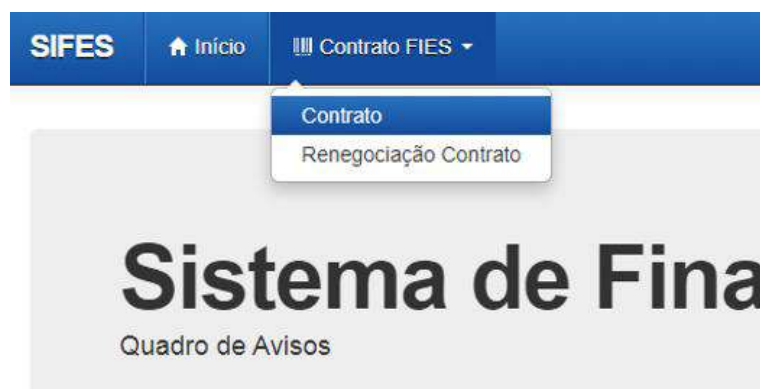 SIFES Início Contrato FIES
Contrato
Renegociação Contrato
Sistema de Fina
Quadro de Avisos